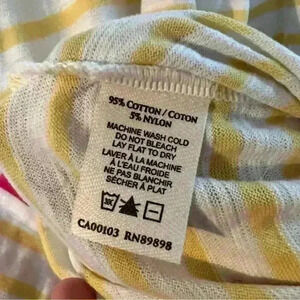 95% COTTON / COTON
5% NYLON
MACHINE WASH COLD
DO NOT BLEACH
LAY FLAT TO DRY
LAVER À LA MACHINE
À L'EAU FROIDE
NE PAS BLANCHIR
SÉCHER À PLAT
CA00103 RN89898